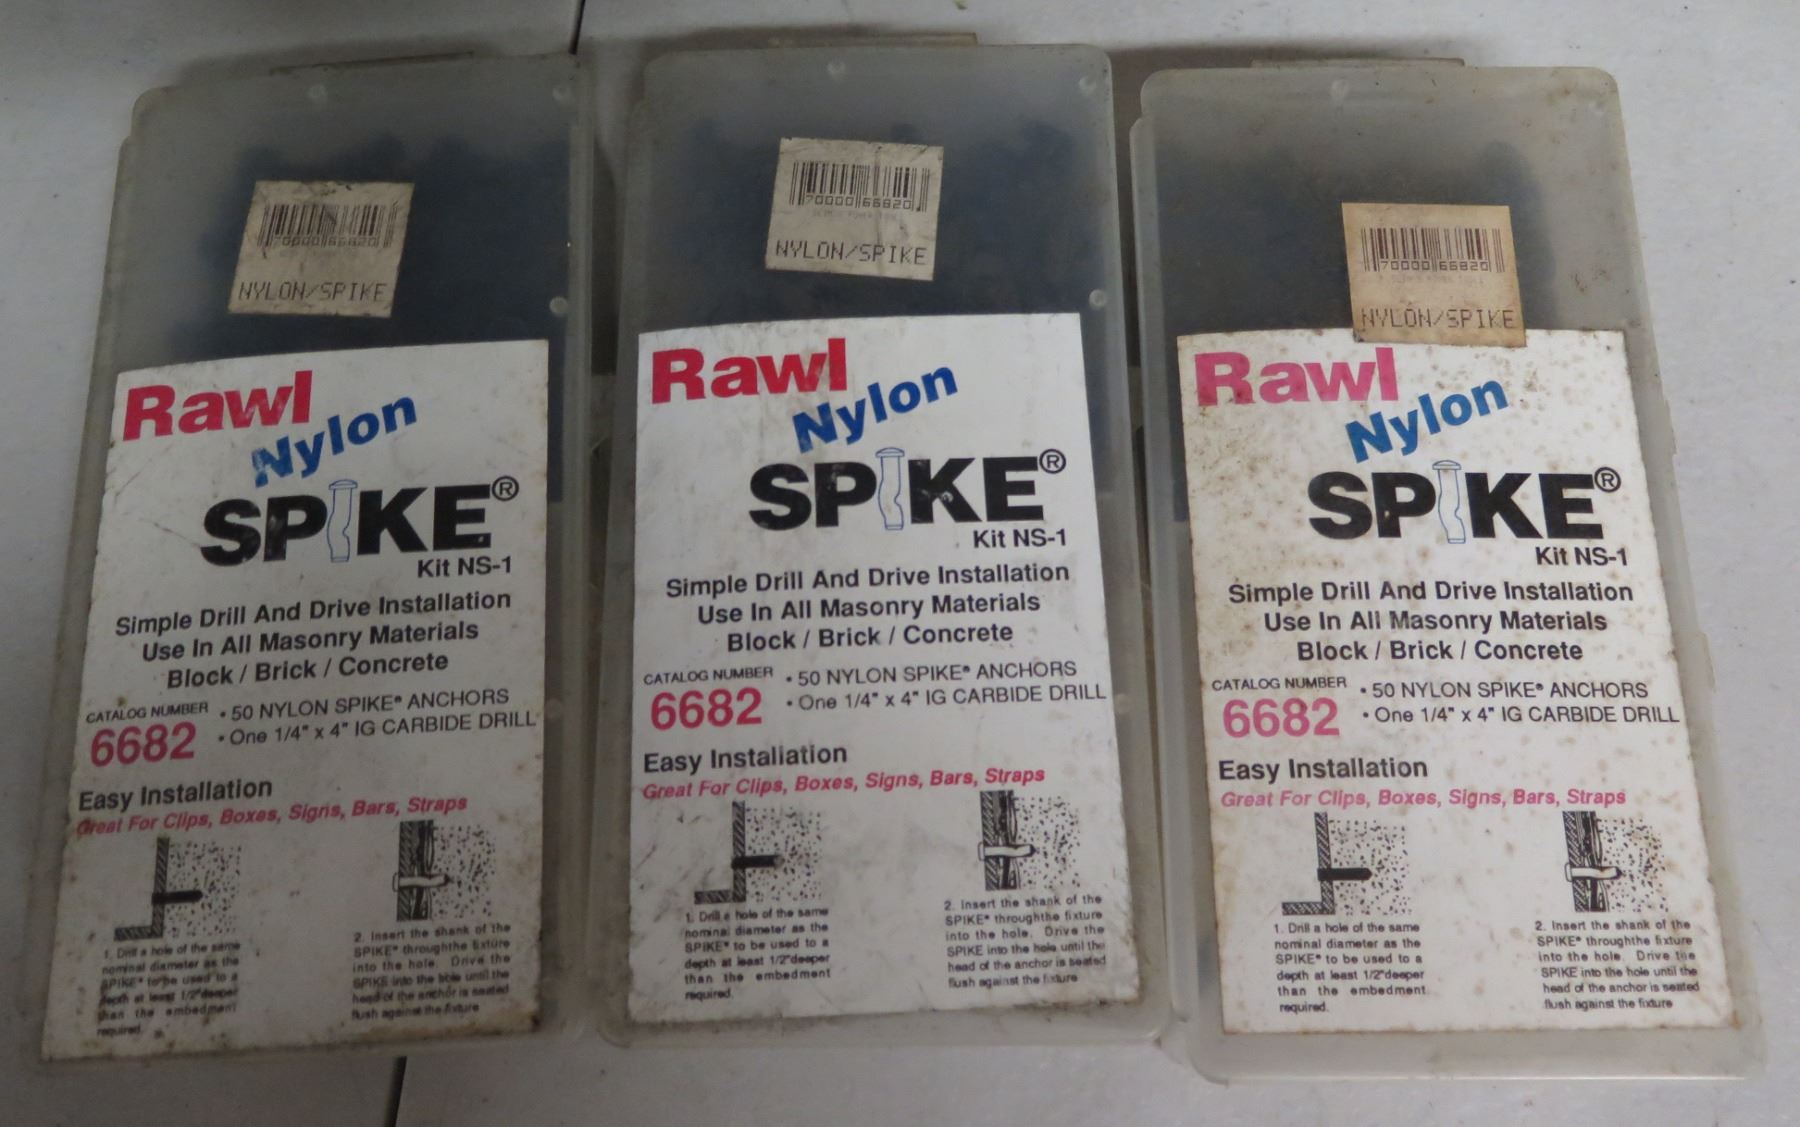 70000 66820
NYLON/SPIKE
Rawl
Nylon
SPIKE®
Kit NS-1
Simple Drill And Drive Installation
Use In All Masonry Materials
Block / Brick / Concrete
CATALOG NUMBER
6682
• 50 NYLON SPIKE® ANCHORS
• One 1/4" x 4" IG CARBIDE DRILL
Easy Installation
Great For Clips, Boxes, Signs, Bars, Straps
1. Drill a hole of the same
nominal diameter as the
SPIKE® to be used to a
depth at least 1/2"deeper
than the embedment
required.
2. Insert the shank of the
SPIKE® throughthe fixture
into the hole. Drive the
SPIKE into the hole until the
head of the anchor is seated
flush against the fixture
70000 66820
NYLON/SPIKE
Rawl
Nylon
SPIKE®
Kit NS-1
Simple Drill And Drive Installation
Use In All Masonry Materials
Block / Brick / Concrete
CATALOG NUMBER
6682
• 50 NYLON SPIKE® ANCHORS
• One 1/4" x 4" IG CARBIDE DRILL
Easy Installation
Great For Clips, Boxes, Signs, Bars, Straps
1. Drill a hole of the same
nominal diameter as the
SPIKE® to be used to a
depth at least 1/2"deeper
than the embedment
required.
2. Insert the shank of the
SPIKE® throughthe fixture
into the hole. Drive the
SPIKE into the hole until the
head of the anchor is seated
flush against the fixture
70000 66820
NYLON/SPIKE
Rawl
Nylon
SPIKE®
Kit NS-1
Simple Drill And Drive Installation
Use In All Masonry Materials
Block / Brick / Concrete
CATALOG NUMBER
6682
• 50 NYLON SPIKE® ANCHORS
• One 1/4" x 4" IG CARBIDE DRILL
Easy Installation
Great For Clips, Boxes, Signs, Bars, Straps
1. Drill a hole of the same
nominal diameter as the
SPIKE® to be used to a
depth at least 1/2"deeper
than the embedment
required.
2. Insert the shank of the
SPIKE® throughthe fixture
into the hole. Drive the
SPIKE into the hole until the
head of the anchor is seated
flush against the fixture